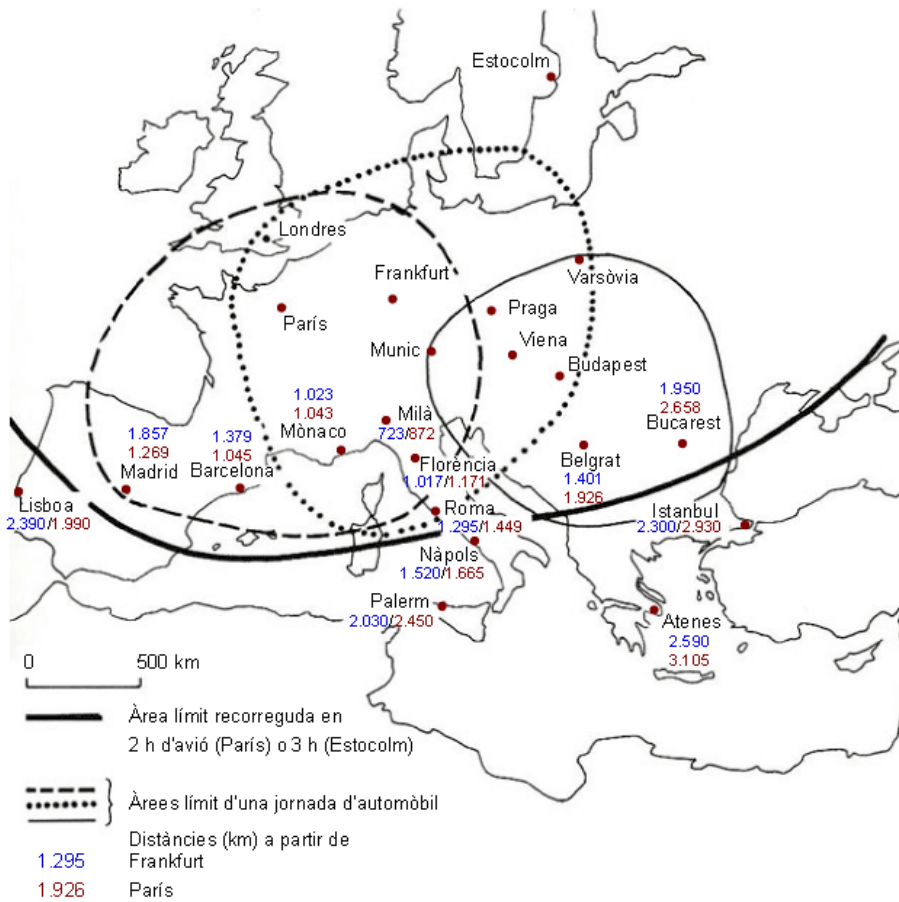 Estocolm
Londres
Varsòvia
Frankfurt
París
Praga
Munic
Viena
Budapest
1.023
1.043
Mònaco
Milà
723/872
1.950
2.658
Bucarest
1.857
1.269
Madrid
1.379
1.045
Barcelona
Florència
1.017/1.171
Belgrat
1.401
1.926
Lisboa
2.390/1.990
Roma
1.295/1.449
Istanbul
2.300/2.930
Nàpols
1.520/1.665
Palerm
2.030/2.450
Atenes
2.590
3.105
0 500 km
Àrea límit recorreguda en
2 h d'avió (París) o 3 h (Estocolm)
Àrees límit d'una jornada d'automòbil
Distàncies (km) a partir de
1.295 Frankfurt
1.926 París